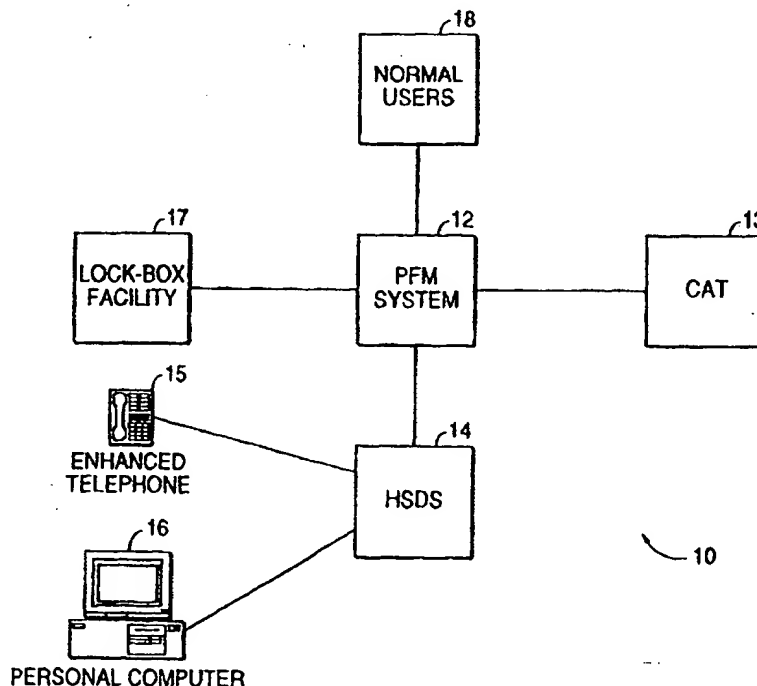 18
NORMAL
USERS
17
LOCK-BOX
FACILITY
12
PFM
SYSTEM
13
CAT
15
ENHANCED
TELEPHONE
14
HSDS
16
PERSONAL COMPUTER
10